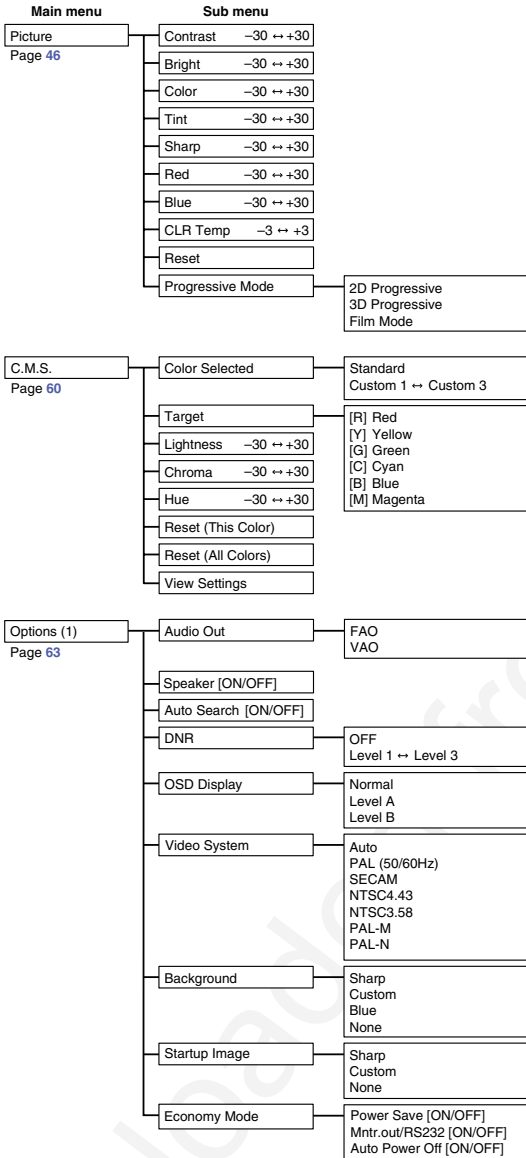 Main menu Sub menu
Picture
Page 46
Contrast –30 ↔ +30
Bright –30 ↔ +30
Color –30 ↔ +30
Tint –30 ↔ +30
Sharp –30 ↔ +30
Red –30 ↔ +30
Blue –30 ↔ +30
CLR Temp –3 ↔ +3
Reset
Progressive Mode
2D Progressive
3D Progressive
Film Mode
C.M.S.
Page 60
Color Selected
Standard
Custom 1 ↔ Custom 3
Target
[R] Red
[Y] Yellow
[G] Green
[C] Cyan
[B] Blue
[M] Magenta
Lightness –30 ↔ +30
Chroma –30 ↔ +30
Hue –30 ↔ +30
Reset (This Color)
Reset (All Colors)
View Settings
Options (1)
Page 63
Audio Out
FAO
VAO
Speaker [ON/OFF]
Auto Search [ON/OFF]
DNR
OFF
Level 1 ↔ Level 3
OSD Display
Normal
Level A
Level B
Video System
Auto
PAL (50/60Hz)
SECAM
NTSC4.43
NTSC3.58
PAL-M
PAL-N
Background
Sharp
Custom
Blue
None
Startup Image
Sharp
Custom
None
Economy Mode
Power Save [ON/OFF]
Mntr.out/RS232 [ON/OFF]
Auto Power Off [ON/OFF]